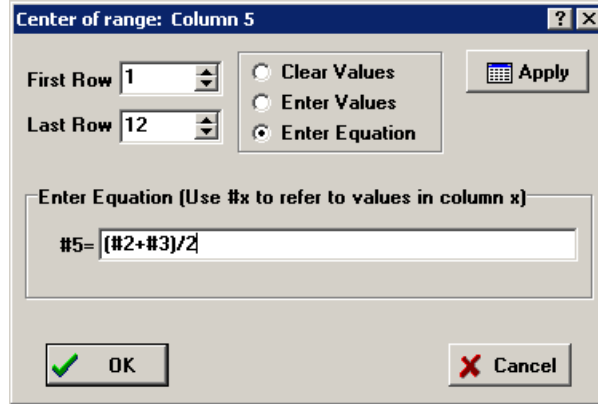 Center of range: Column 5
First Row 1
Last Row 12
Clear Values
Enter Values
Enter Equation
Apply
Enter Equation (Use #x to refer to values in column x)
#5= (#2+#3)/2
OK
Cancel